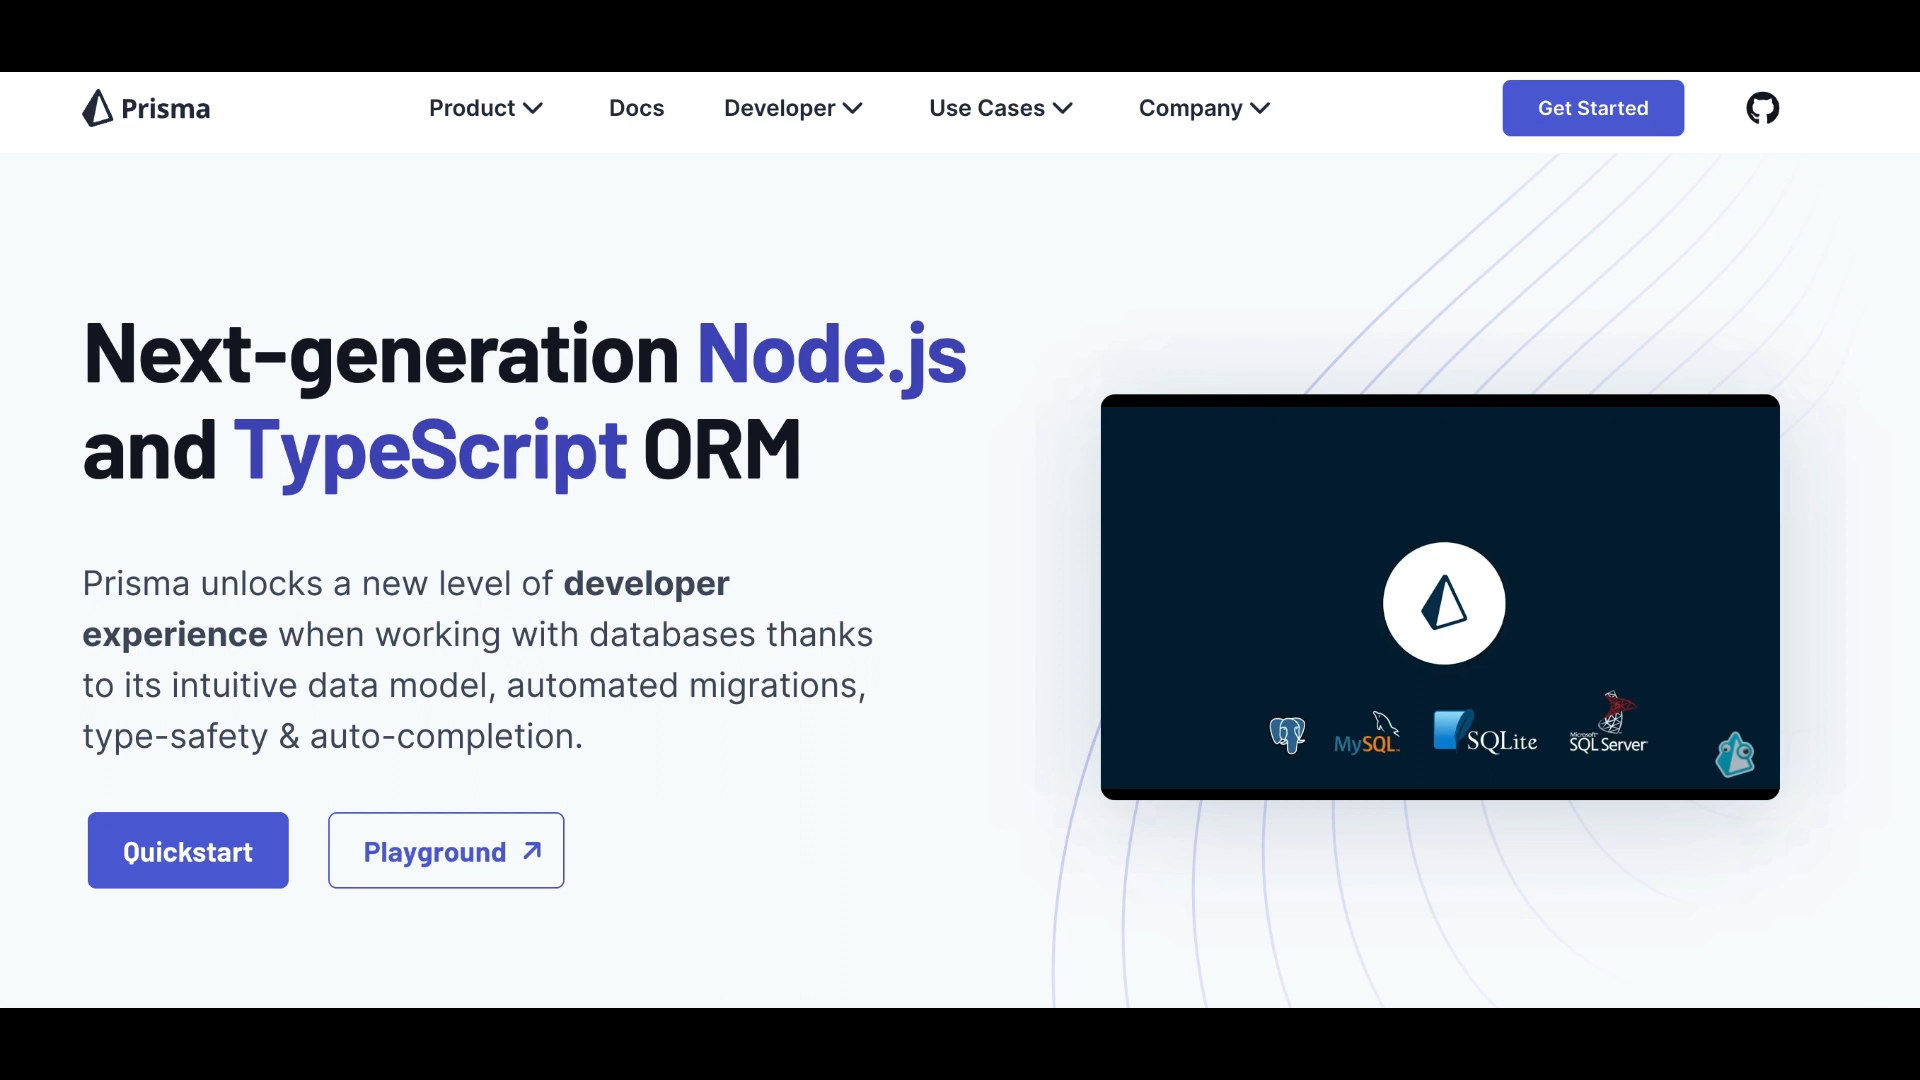 Prisma
Product
Docs
Developer
Use Cases
Company
Get Started
Next-generation Node.js
and TypeScript ORM
Prisma unlocks a new level of developer
experience when working with databases thanks
to its intuitive data model, automated migrations,
type-safety & auto-completion.
Quickstart
Playground
MySQL
SQLite
Microsoft
SQL Server